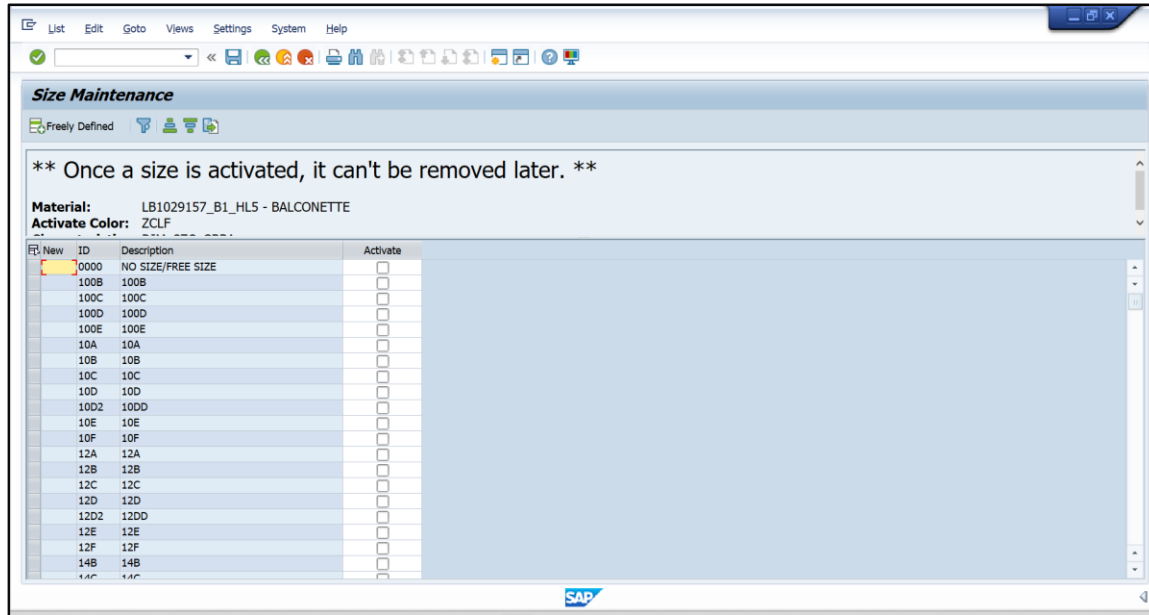 List Edit Goto Views Settings System Help
Size Maintenance
Freely Defined
** Once a size is activated, it can't be removed later. **
Material: LB1029157_B1_HL5 - BALCONETTE
Activate Color: ZCLF
New ID Description Activate
0000 NO SIZE/FREE SIZE
100B 100B
100C 100C
100D 100D
100E 100E
10A 10A
10B 10B
10C 10C
10D 10D
10D2 10DD
10E 10E
10F 10F
12A 12A
12B 12B
12C 12C
12D 12D
12D2 12DD
12E 12E
12F 12F
14B 14B
14C 14C
SAP